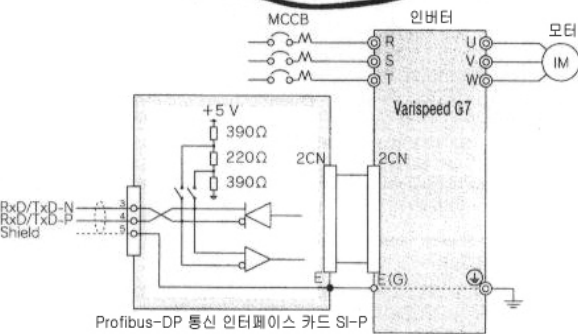 MCCB
인버터
모터
R
S
T
U
V
W
IM
Varispeed G7
+5 V
390Ω
220Ω
390Ω
2CN
2CN
RxD/TxD-N
RxD/TxD-P
Shield
3
4
5
E
E(G)
Profibus-DP 통신 인터페이스 카드 SI-P